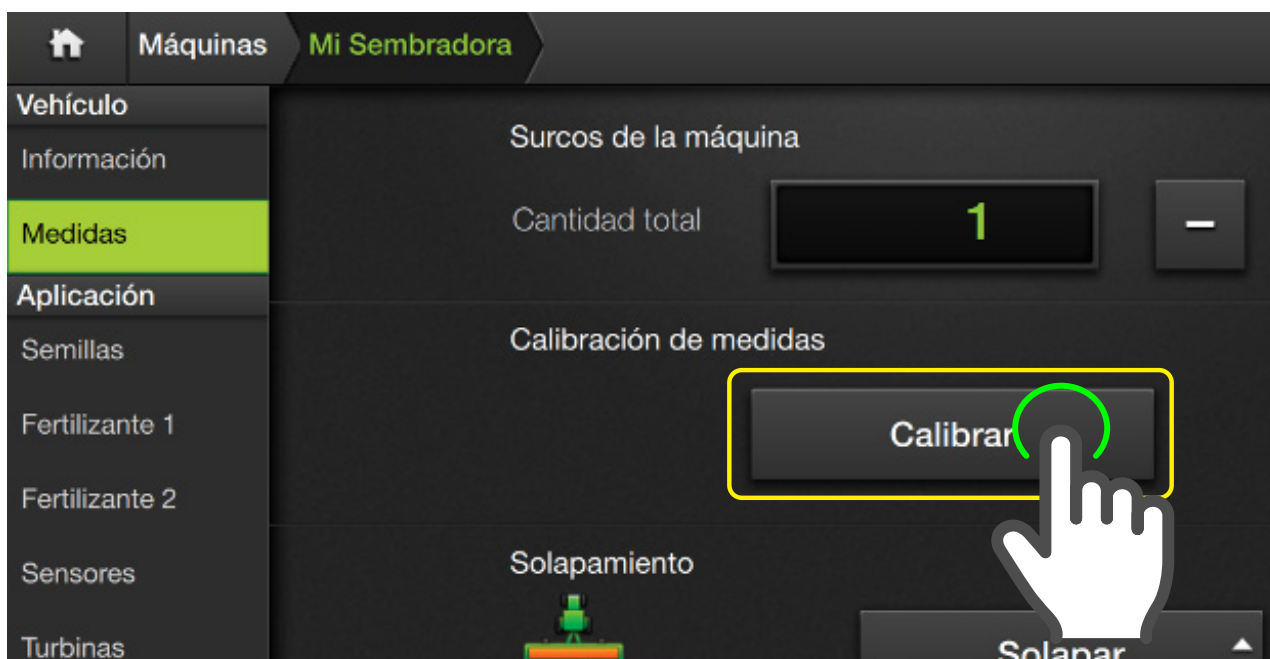 Máquinas
Mi Sembradora
Vehículo
Información
Medidas
Aplicación
Semillas
Fertilizante 1
Fertilizante 2
Sensores
Turbinas
Surcos de la máquina
Cantidad total
1
–
Calibración de medidas
Calibrar
Solapamiento
Solapar